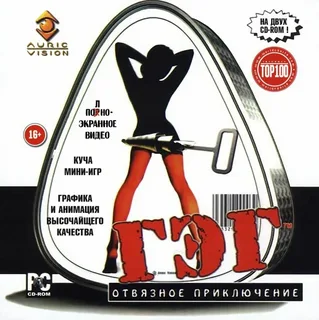 AURIC
VISION
НА ДВУХ
CD-ROM !
TOP100
16+
ПОРНО-
ЭКРАННОЕ
ВИДЕО
КУЧА
МИНИ-ИГР
ГРАФИКА
И АНИМАЦИЯ
ВЫСОЧАЙШЕГО
КАЧЕСТВА
ГЭГ
ОТВЯЗНОЕ ПРИКЛЮЧЕНИЕ
PC
CD-ROM